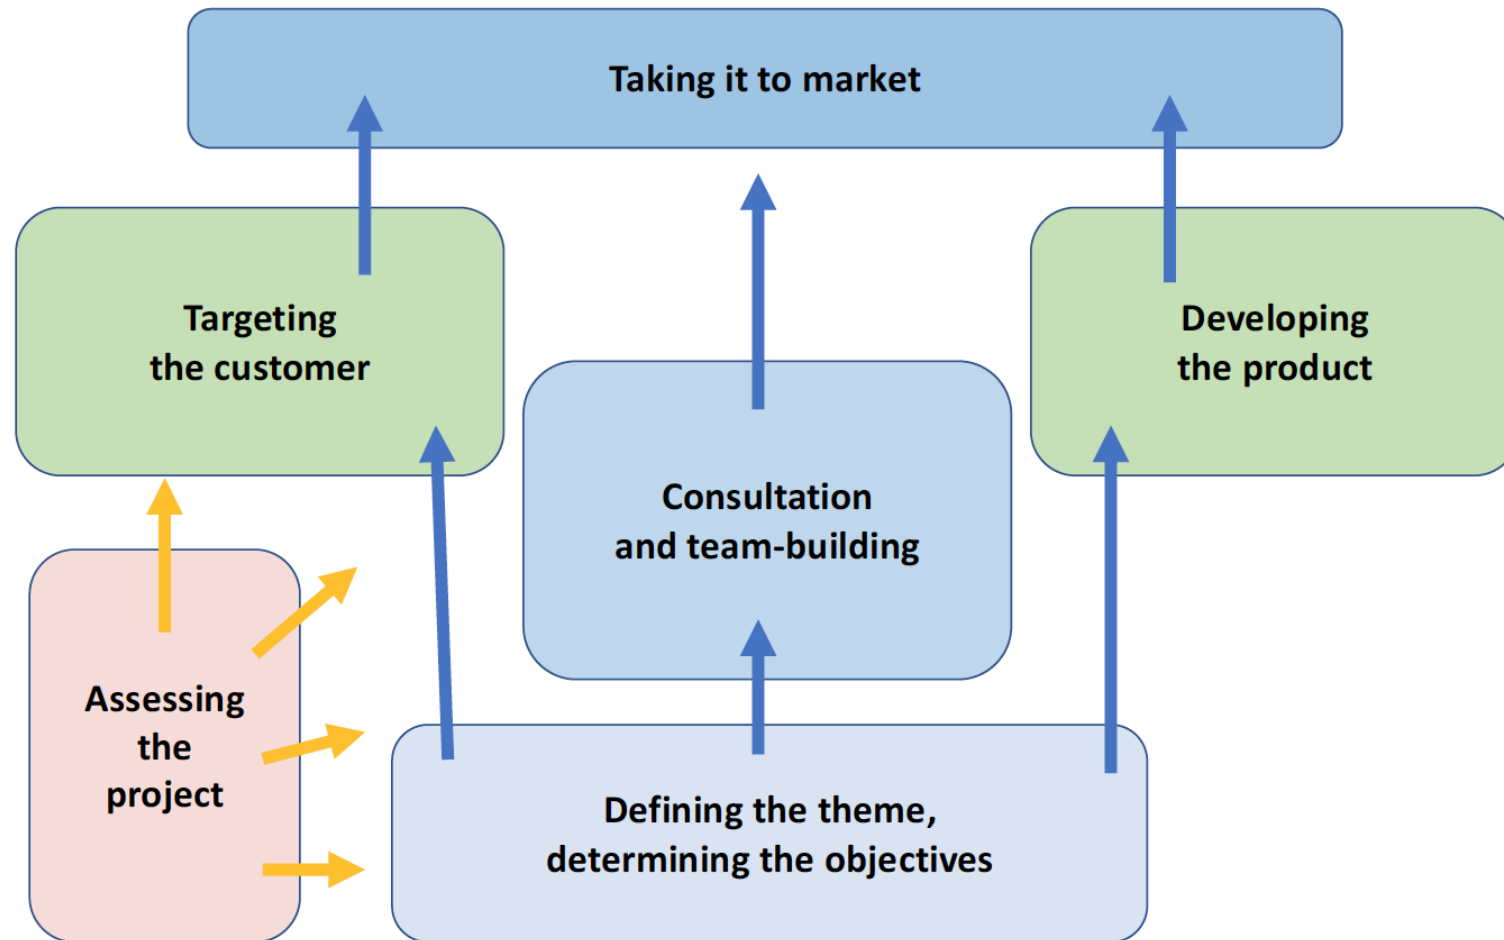 Taking it to market
Targeting
the customer
Developing
the product
Consultation
and team-building
Assessing
the
project
Defining the theme,
determining the objectives